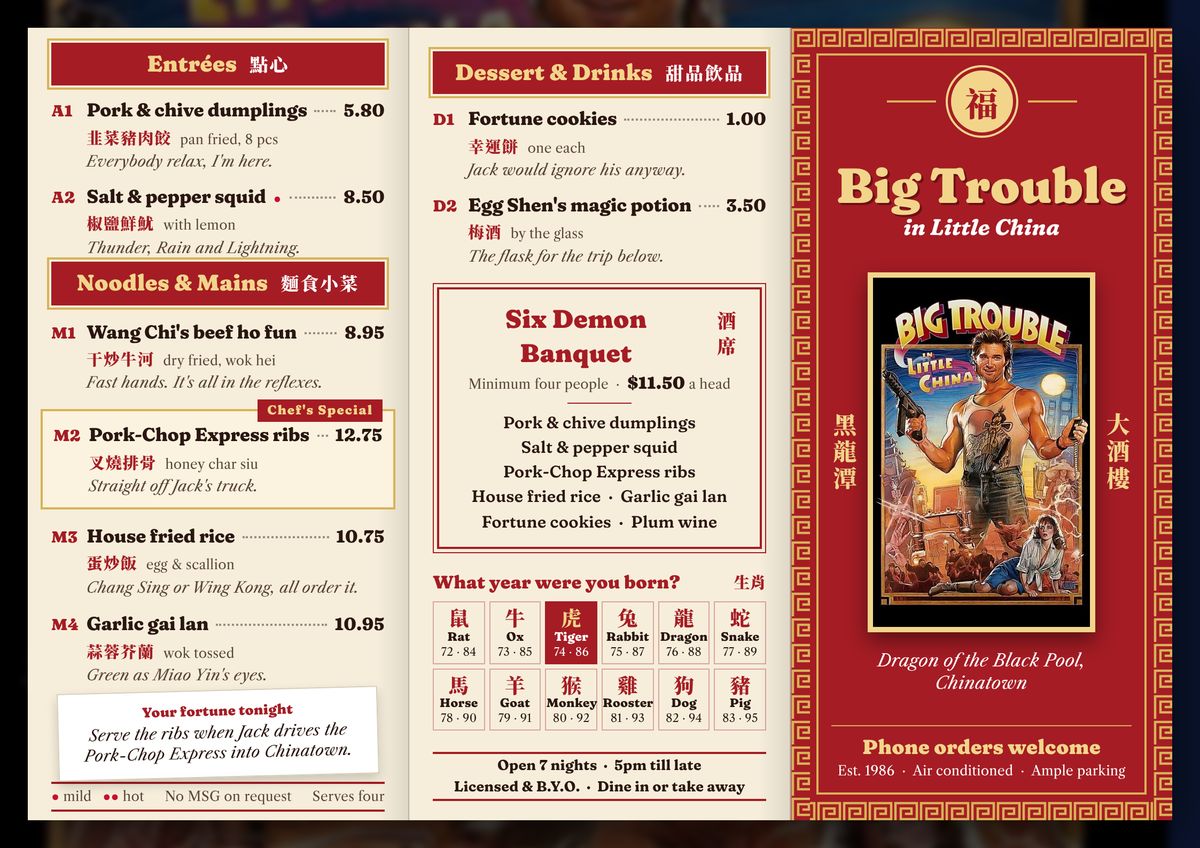 Entrées 點心
A1 Pork & chive dumplings 5.80
韭菜豬肉餃 pan fried, 8 pcs
Everybody relax, I'm here.
A2 Salt & pepper squid 8.50
椒鹽鮮魷 with lemon
Thunder, Rain and Lightning.
Noodles & Mains 麵食小菜
M1 Wang Chi's beef ho fun 8.95
干炒牛河 dry fried, wok hei
Fast hands. It's all in the reflexes.
Chef's Special
M2 Pork-Chop Express ribs 12.75
叉燒排骨 honey char siu
Straight off Jack's truck.
M3 House fried rice 10.75
蛋炒飯 egg & scallion
Chang Sing or Wing Kong, all order it.
M4 Garlic gai lan 10.95
蒜蓉芥蘭 wok tossed
Green as Miao Yin's eyes.
Your fortune tonight
Serve the ribs when Jack drives the
Pork-Chop Express into Chinatown.
mild hot No MSG on request Serves four
Dessert & Drinks 甜品飲品
D1 Fortune cookies 1.00
幸運餅 one each
Jack would ignore his anyway.
D2 Egg Shen's magic potion 3.50
梅酒 by the glass
The flask for the trip below.
Six Demon
Banquet
酒席
Minimum four people · $11.50 a head
Pork & chive dumplings
Salt & pepper squid
Pork-Chop Express ribs
House fried rice · Garlic gai lan
Fortune cookies · Plum wine
What year were you born? 生肖
鼠 牛 虎 兔 龍 蛇
Rat Ox Tiger Rabbit Dragon Snake
72 · 84 73 · 85 74 · 86 75 · 87 76 · 88 77 · 89
馬 羊 猴 雞 狗 豬
Horse Goat Monkey Rooster Dog Pig
78 · 90 79 · 91 80 · 92 81 · 93 82 · 94 83 · 95
Open 7 nights · 5pm till late
Licensed & B.Y.O. · Dine in or take away
福
Big Trouble
in Little China
BIG TROUBLE
IN
LITTLE
CHINA
黑龍潭
大酒樓
Dragon of the Black Pool,
Chinatown
Phone orders welcome
Est. 1986 · Air conditioned · Ample parking